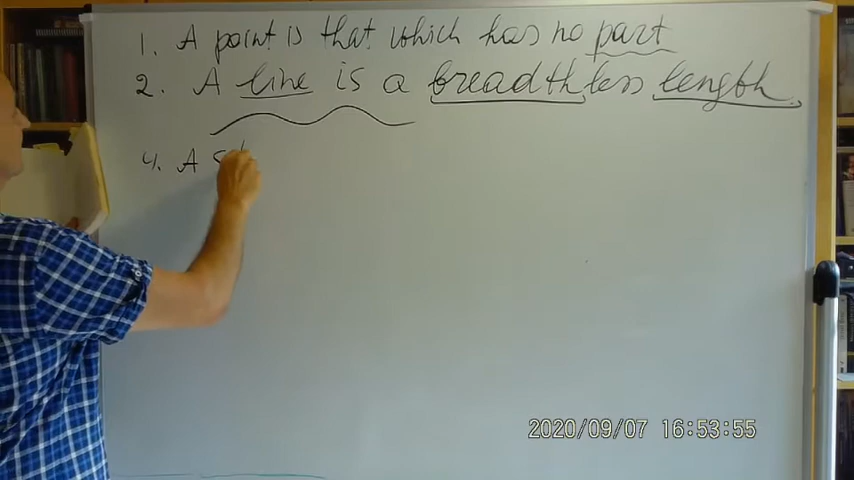 1. A point is that which has no part
2. A line is a breadthless length
4. A st
2020/09/07 16:53:55